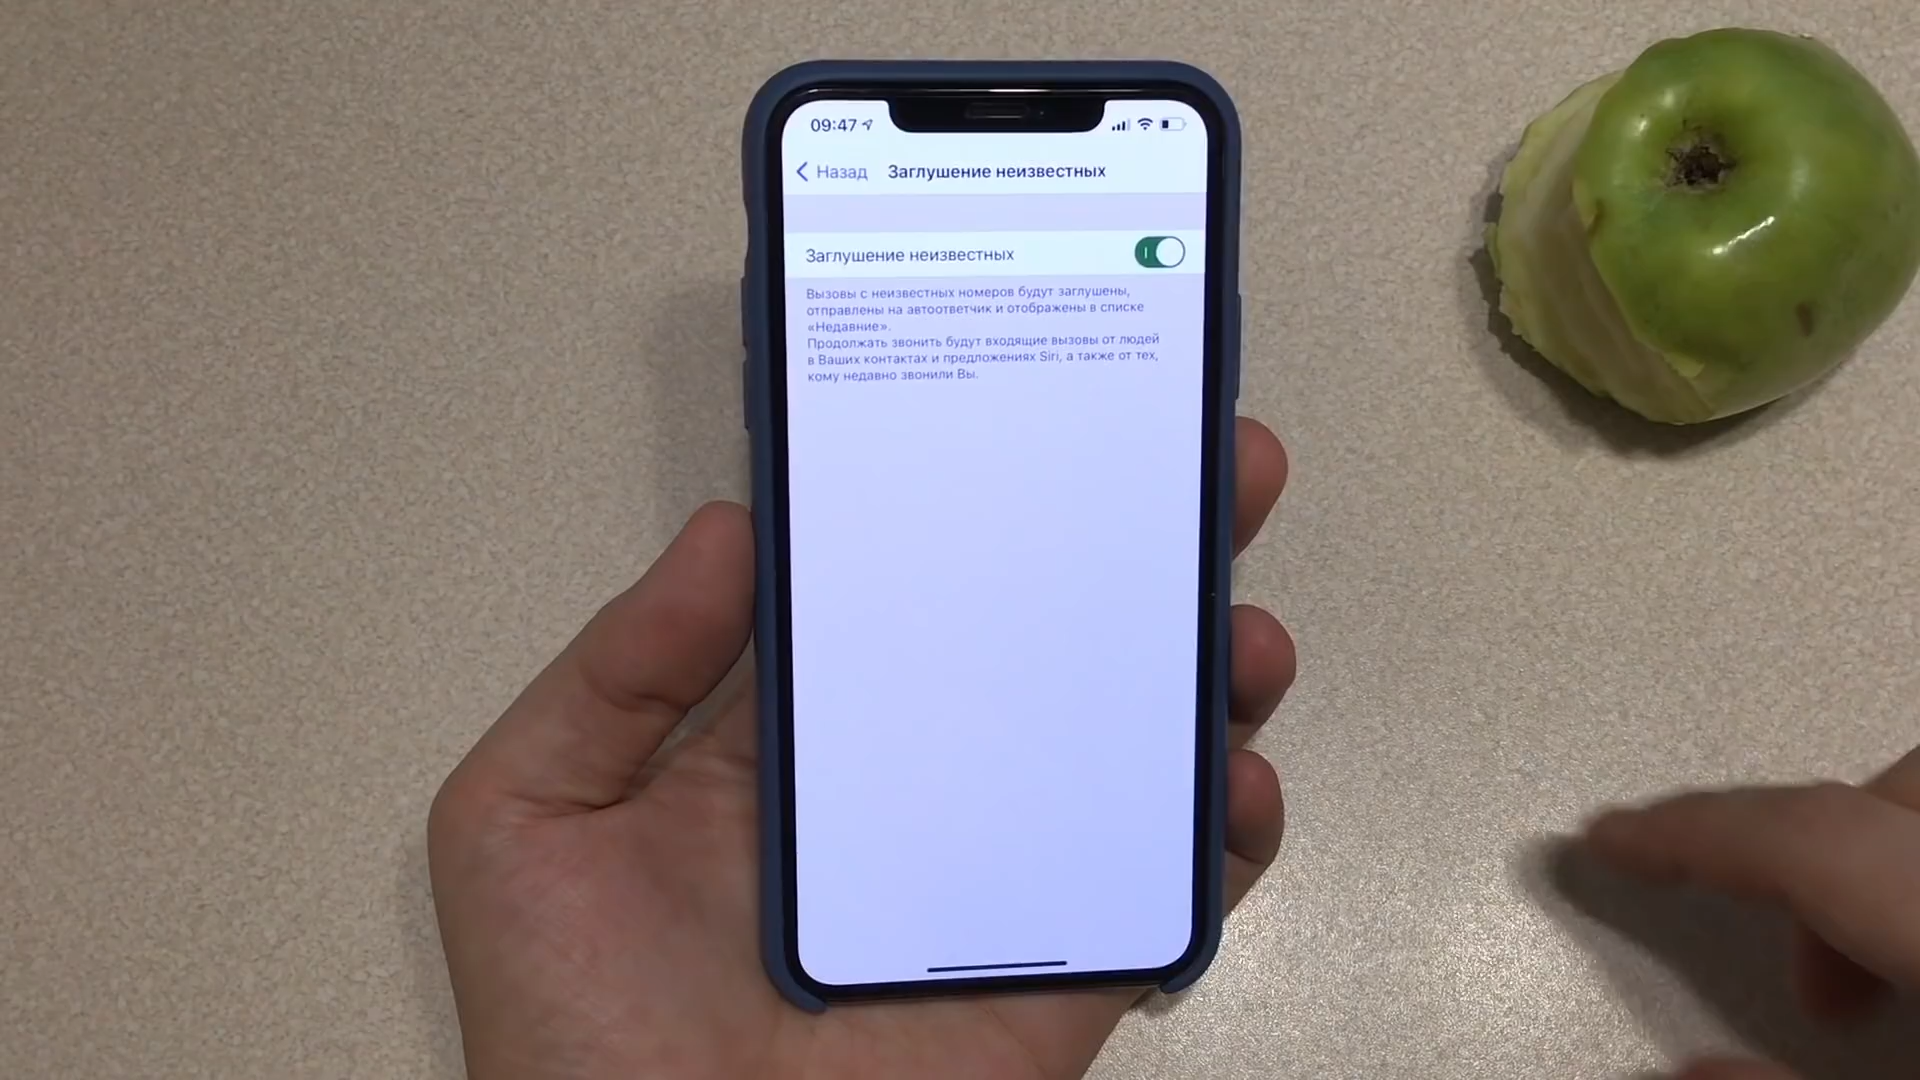 09:47
Назад Заглушение неизвестных
Заглушение неизвестных
Вызовы с неизвестных номеров будут заглушены,
отправлены на автоответчик и отображены в списке
«Недавние».
Продолжать звонить будут входящие вызовы от людей
в Ваших контактах и предложениях Siri, а также от тех,
кому недавно звонили Вы.